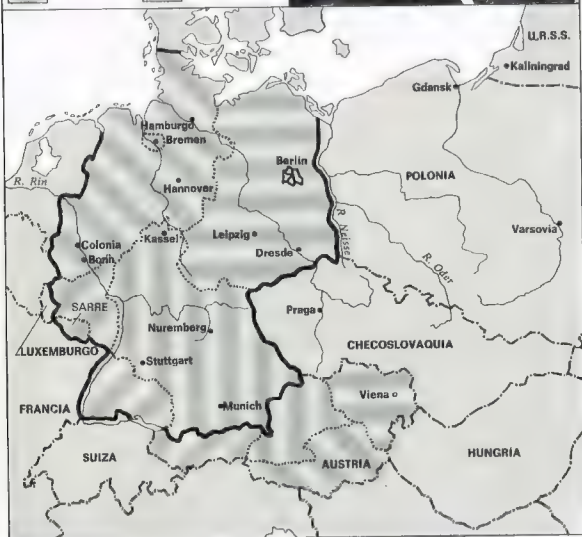 U.R.S.S.
Kaliningrad
Gdansk
Hamburgo
Bremen
Berlin
R. Rin
Hannover
POLONIA
Colonia
Kassel
Leipzig
R. Neisse
Varsovia
Bonn
Dresde
R. Oder
SARRE
Praga
Nuremberg
LUXEMBURGO
CHECOSLOVAQUIA
Stuttgart
FRANCIA
Munich
Viena
SUIZA
AUSTRIA
HUNGRIA